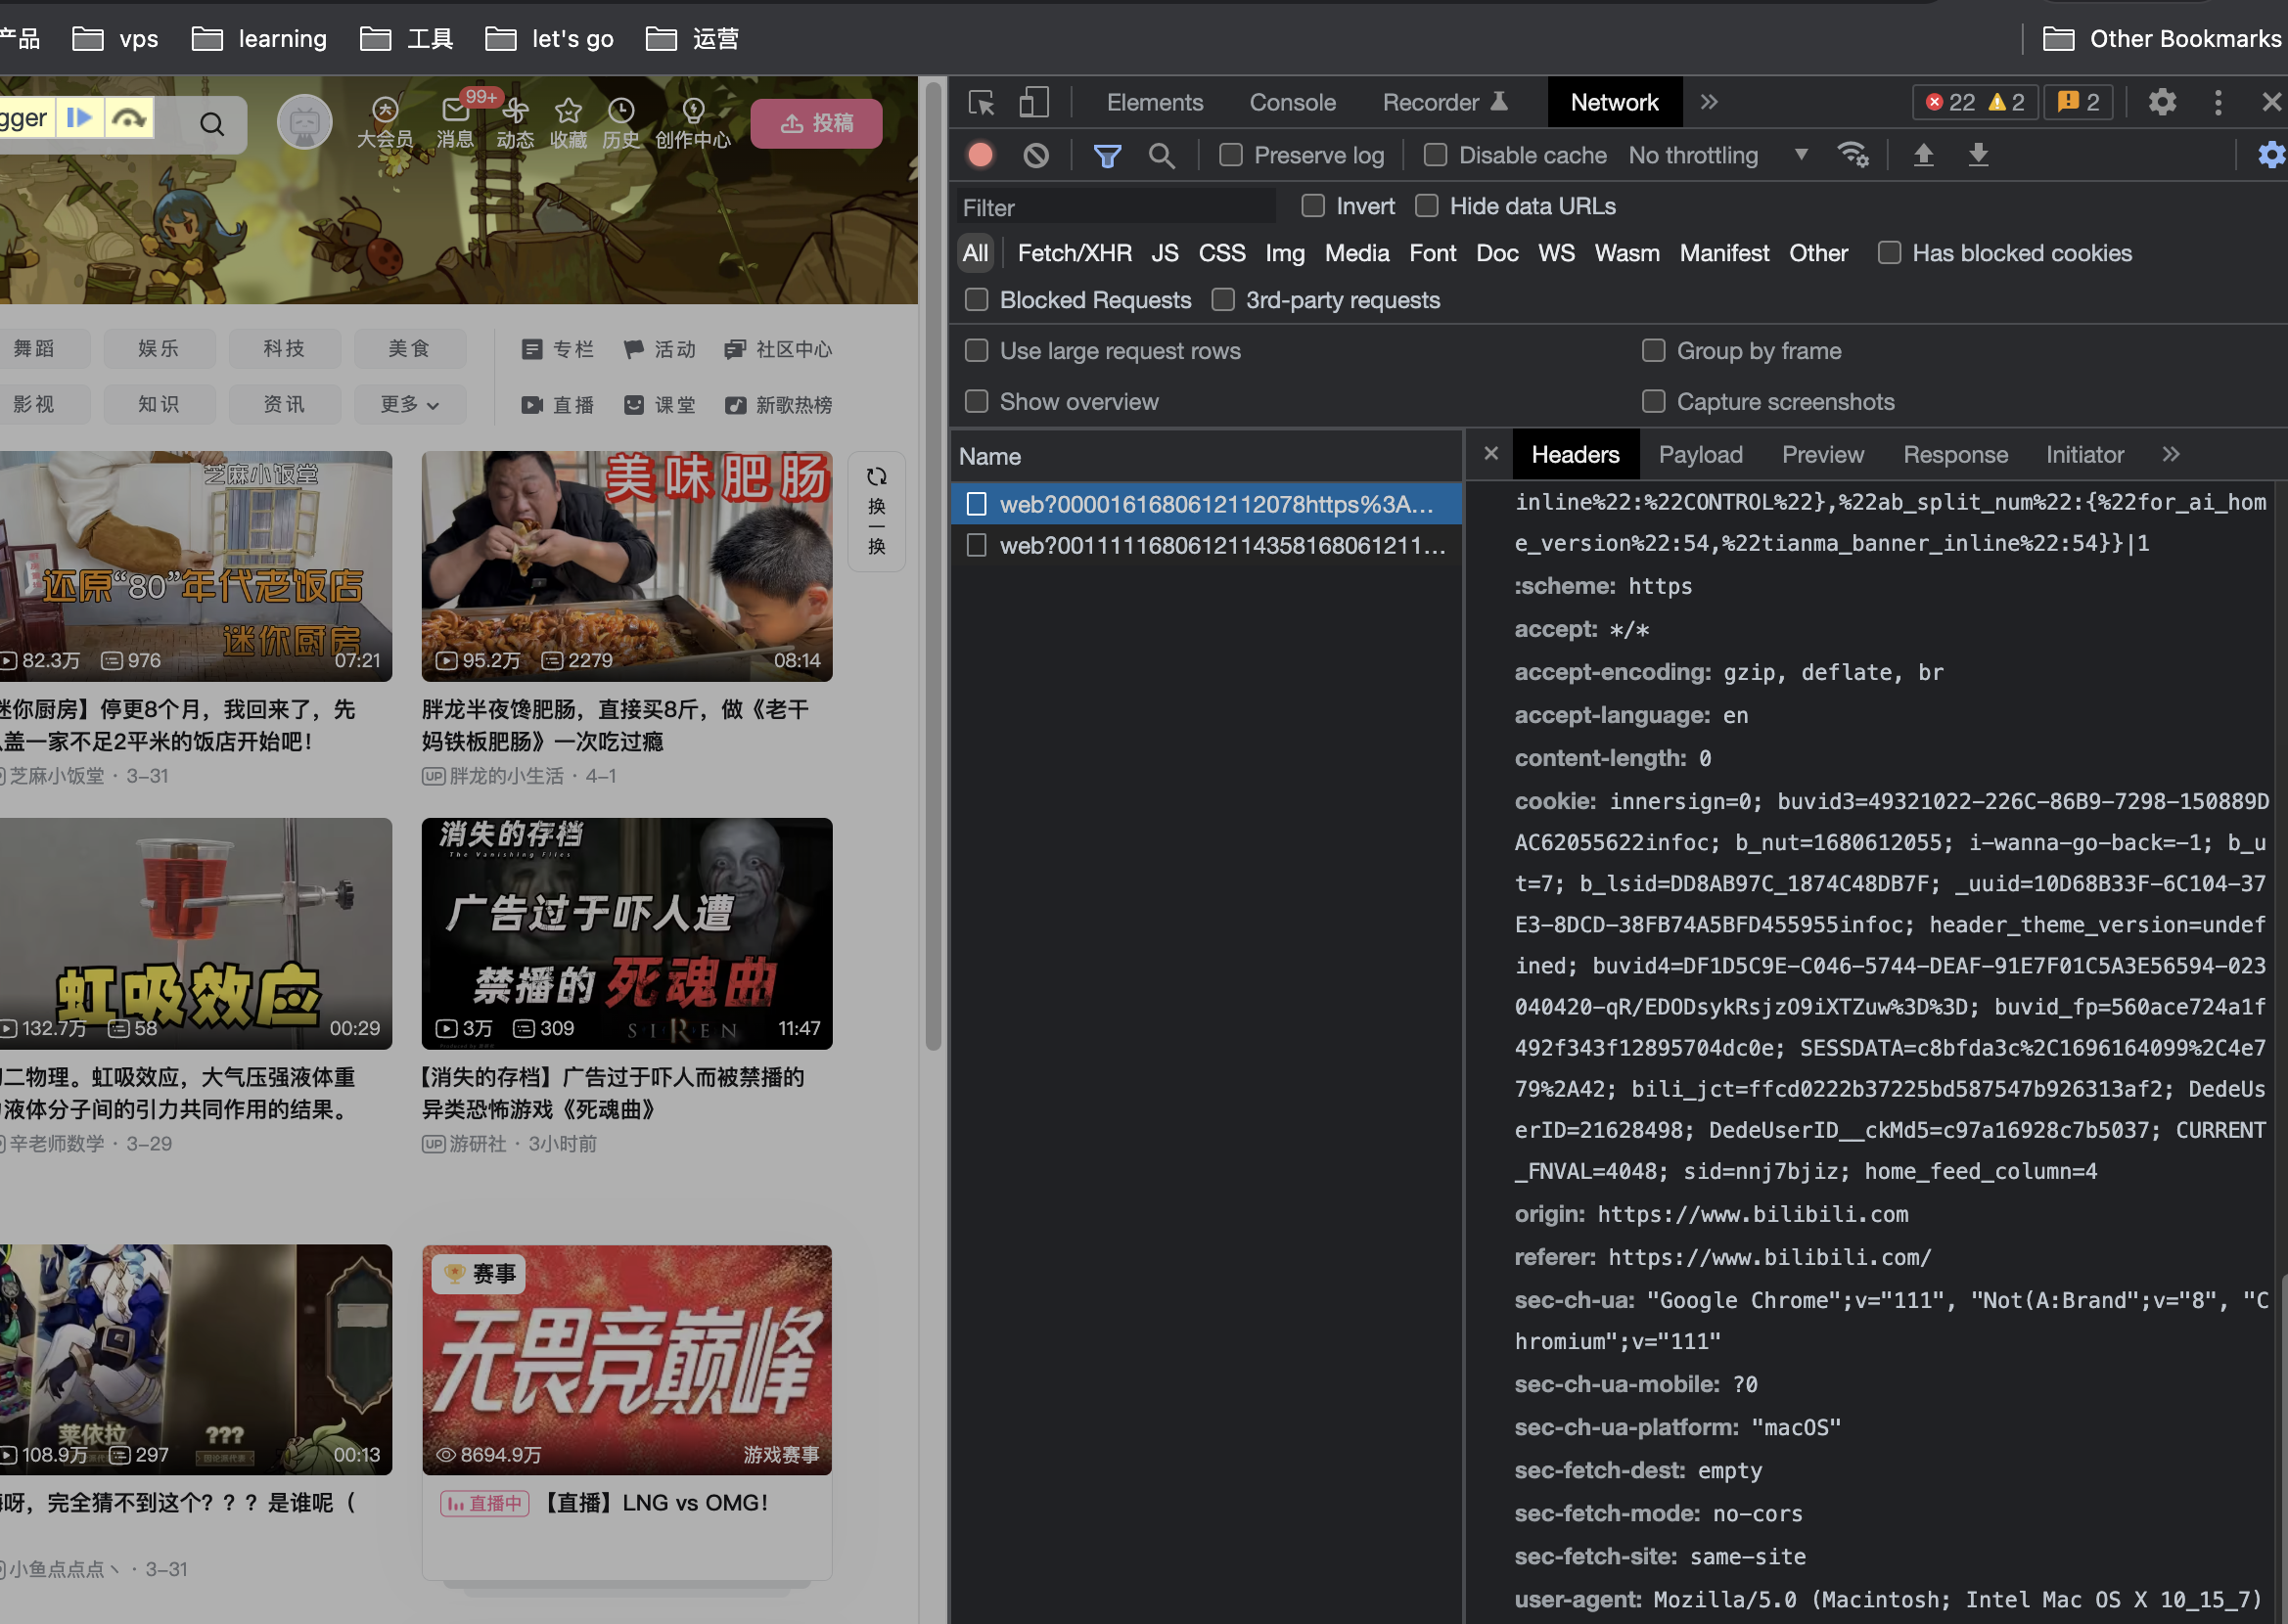 产品 vps learning 工具 let's go 运营 Other Bookmarks
gger
99+
大会员 消息 动态 收藏 历史 创作中心 投稿
舞蹈 娱乐 科技 美食 专栏 活动 社区中心
影视 知识 资讯 更多 直播 课堂 新歌热榜
芝麻小饭堂
还原“80”年代老饭店
迷你厨房
82.3万 976 07:21
美味肥肠
95.2万 2279 08:14
换一换
迷你厨房】停更8个月，我回来了，先
盖一家不足2平米的饭店开始吧！
芝麻小饭堂 · 3-31
胖龙半夜馋肥肠，直接买8斤，做《老干
妈铁板肥肠》一次吃过瘾
UP 胖龙的小生活 · 4-1
虹吸效应
132.7万 58 00:29
消失的存档
The Vanishing Files
广告过于吓人遭
禁播的 死魂曲
SIREN
3万 309 11:47
二物理。虹吸效应，大气压强液体重
液体分子间的引力共同作用的结果。
辛老师数学 · 3-29
【消失的存档】广告过于吓人而被禁播的
异类恐怖游戏《死魂曲》
UP 游研社 · 3小时前
莱依拉 ???
108.9万 297 00:13
赛事
无畏竞巅峰
8694.9万 游戏赛事
呀，完全猜不到这个？？？是谁呢（
小鱼点点点丶 · 3-31
直播中 【直播】LNG vs OMG！
Elements Console Recorder Network 22 2 2
Preserve log Disable cache No throttling
Filter Invert Hide data URLs
All Fetch/XHR JS CSS Img Media Font Doc WS Wasm Manifest Other Has blocked cookies
Blocked Requests 3rd-party requests
Use large request rows Group by frame
Show overview Capture screenshots
Name
web?0000161680612112078https%3A...
web?001111168061211435816806121​1...
Headers Payload Preview Response Initiator
inline%22:%22CONTROL%22},%22ab_split_num%22:{%22for_ai_hom
e_version%22:54,%22tianma_banner_inline%22:54}}|1
:scheme: https
accept: */*
accept-encoding: gzip, deflate, br
accept-language: en
content-length: 0
cookie: innersign=0; buvid3=49321022-226C-86B9-7298-150889D
AC62055622infoc; b_nut=1680612055; i-wanna-go-back=-1; b_u
t=7; b_lsid=DD8AB97C_1874C48DB7F; _uuid=10D68B33F-6C104-37
E3-8DCD-38FB74A5BFD455955infoc; header_theme_version=undef
ined; buvid4=DF1D5C9E-C046-5744-DEAF-91E7F01C5A3E56594-023
040420-qR/EDODsykRsjzO9iXTZuw%3D%3D; buvid_fp=560ace724a1f
492f343f12895704dc0e; SESSDATA=c8bfda3c%2C1696164099%2C4e7
79%2A42; bili_jct=ffcd0222b37225bd587547b926313af2; DedeUs
erID=21628498; DedeUserID__ckMd5=c97a16928c7b5037; CURRENT
_FNVAL=4048; sid=nnj7bjiz; home_feed_column=4
origin: https://www.bilibili.com
referer: https://www.bilibili.com/
sec-ch-ua: "Google Chrome";v="111", "Not(A:Brand";v="8", "C
hromium";v="111"
sec-ch-ua-mobile: ?0
sec-ch-ua-platform: "macOS"
sec-fetch-dest: empty
sec-fetch-mode: no-cors
sec-fetch-site: same-site
user-agent: Mozilla/5.0 (Macintosh; Intel Mac OS X 10_15_7)